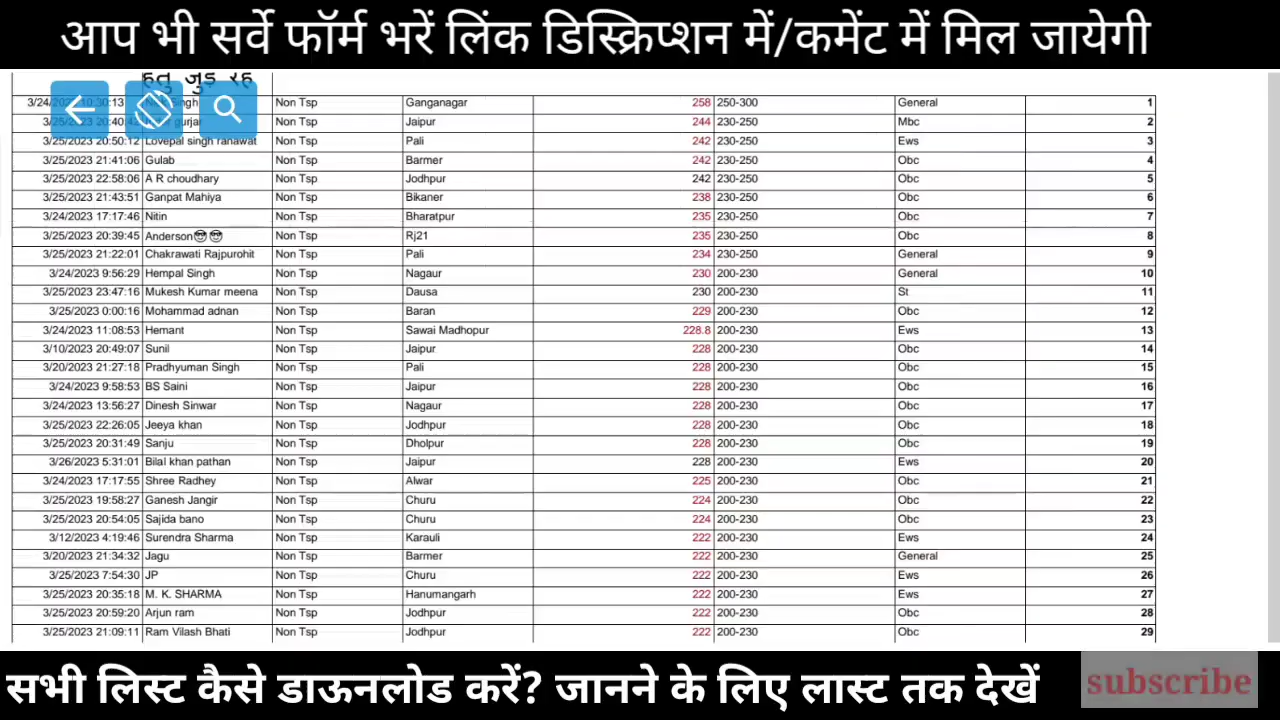 आप भी सर्वे फॉर्म भरें लिंक डिस्क्रिप्शन में/कमेंट में मिल जायेगी
हेतु जुड़ रहे
3/24/2023 10:30:13 Singh Non Tsp Ganganagar 258 250-300 General 1
3/25/2023 20:40: gurjar Non Tsp Jaipur 244 230-250 Mbc 2
3/25/2023 20:50:12 Lovepal singh ranawat Non Tsp Pali 242 230-250 Ews 3
3/25/2023 21:41:06 Gulab Non Tsp Barmer 242 230-250 Obc 4
3/25/2023 22:58:06 A R choudhary Non Tsp Jodhpur 242 230-250 Obc 5
3/25/2023 21:43:51 Ganpat Mahiya Non Tsp Bikaner 238 230-250 Obc 6
3/24/2023 17:17:46 Nitin Non Tsp Bharatpur 235 230-250 Obc 7
3/25/2023 20:39:45 Anderson😎😎 Non Tsp Rj21 235 230-250 Obc 8
3/25/2023 21:22:01 Chakrawati Rajpurohit Non Tsp Pali 234 230-250 General 9
3/24/2023 9:56:29 Hempal Singh Non Tsp Nagaur 230 200-230 General 10
3/25/2023 23:47:16 Mukesh Kumar meena Non Tsp Dausa 230 200-230 St 11
3/25/2023 0:00:16 Mohammad adnan Non Tsp Baran 229 200-230 Obc 12
3/24/2023 11:08:53 Hemant Non Tsp Sawai Madhopur 228.8 200-230 Ews 13
3/10/2023 20:49:07 Sunil Non Tsp Jaipur 228 200-230 Obc 14
3/20/2023 21:27:18 Pradhyuman Singh Non Tsp Pali 228 200-230 Obc 15
3/24/2023 9:58:53 BS Saini Non Tsp Jaipur 228 200-230 Obc 16
3/24/2023 13:56:27 Dinesh Sinwar Non Tsp Nagaur 228 200-230 Obc 17
3/25/2023 22:26:05 Jeeya khan Non Tsp Jodhpur 228 200-230 Obc 18
3/25/2023 20:31:49 Sanju Non Tsp Dholpur 228 200-230 Obc 19
3/26/2023 5:31:01 Bilal khan pathan Non Tsp Jaipur 228 200-230 Ews 20
3/24/2023 17:17:55 Shree Radhey Non Tsp Alwar 225 200-230 Obc 21
3/25/2023 19:58:27 Ganesh Jangir Non Tsp Churu 224 200-230 Obc 22
3/25/2023 20:54:05 Sajida bano Non Tsp Churu 224 200-230 Obc 23
3/12/2023 4:19:46 Surendra Sharma Non Tsp Karauli 222 200-230 Ews 24
3/20/2023 21:34:32 Jagu Non Tsp Barmer 222 200-230 General 25
3/25/2023 7:54:30 JP Non Tsp Churu 222 200-230 Ews 26
3/25/2023 20:35:18 M. K. SHARMA Non Tsp Hanumangarh 222 200-230 Ews 27
3/25/2023 20:59:20 Arjun ram Non Tsp Jodhpur 222 200-230 Obc 28
3/25/2023 21:09:11 Ram Vilash Bhati Non Tsp Jodhpur 222 200-230 Obc 29
सभी लिस्ट कैसे डाऊनलोड करें? जानने के लिए लास्ट तक देखें
subscribe